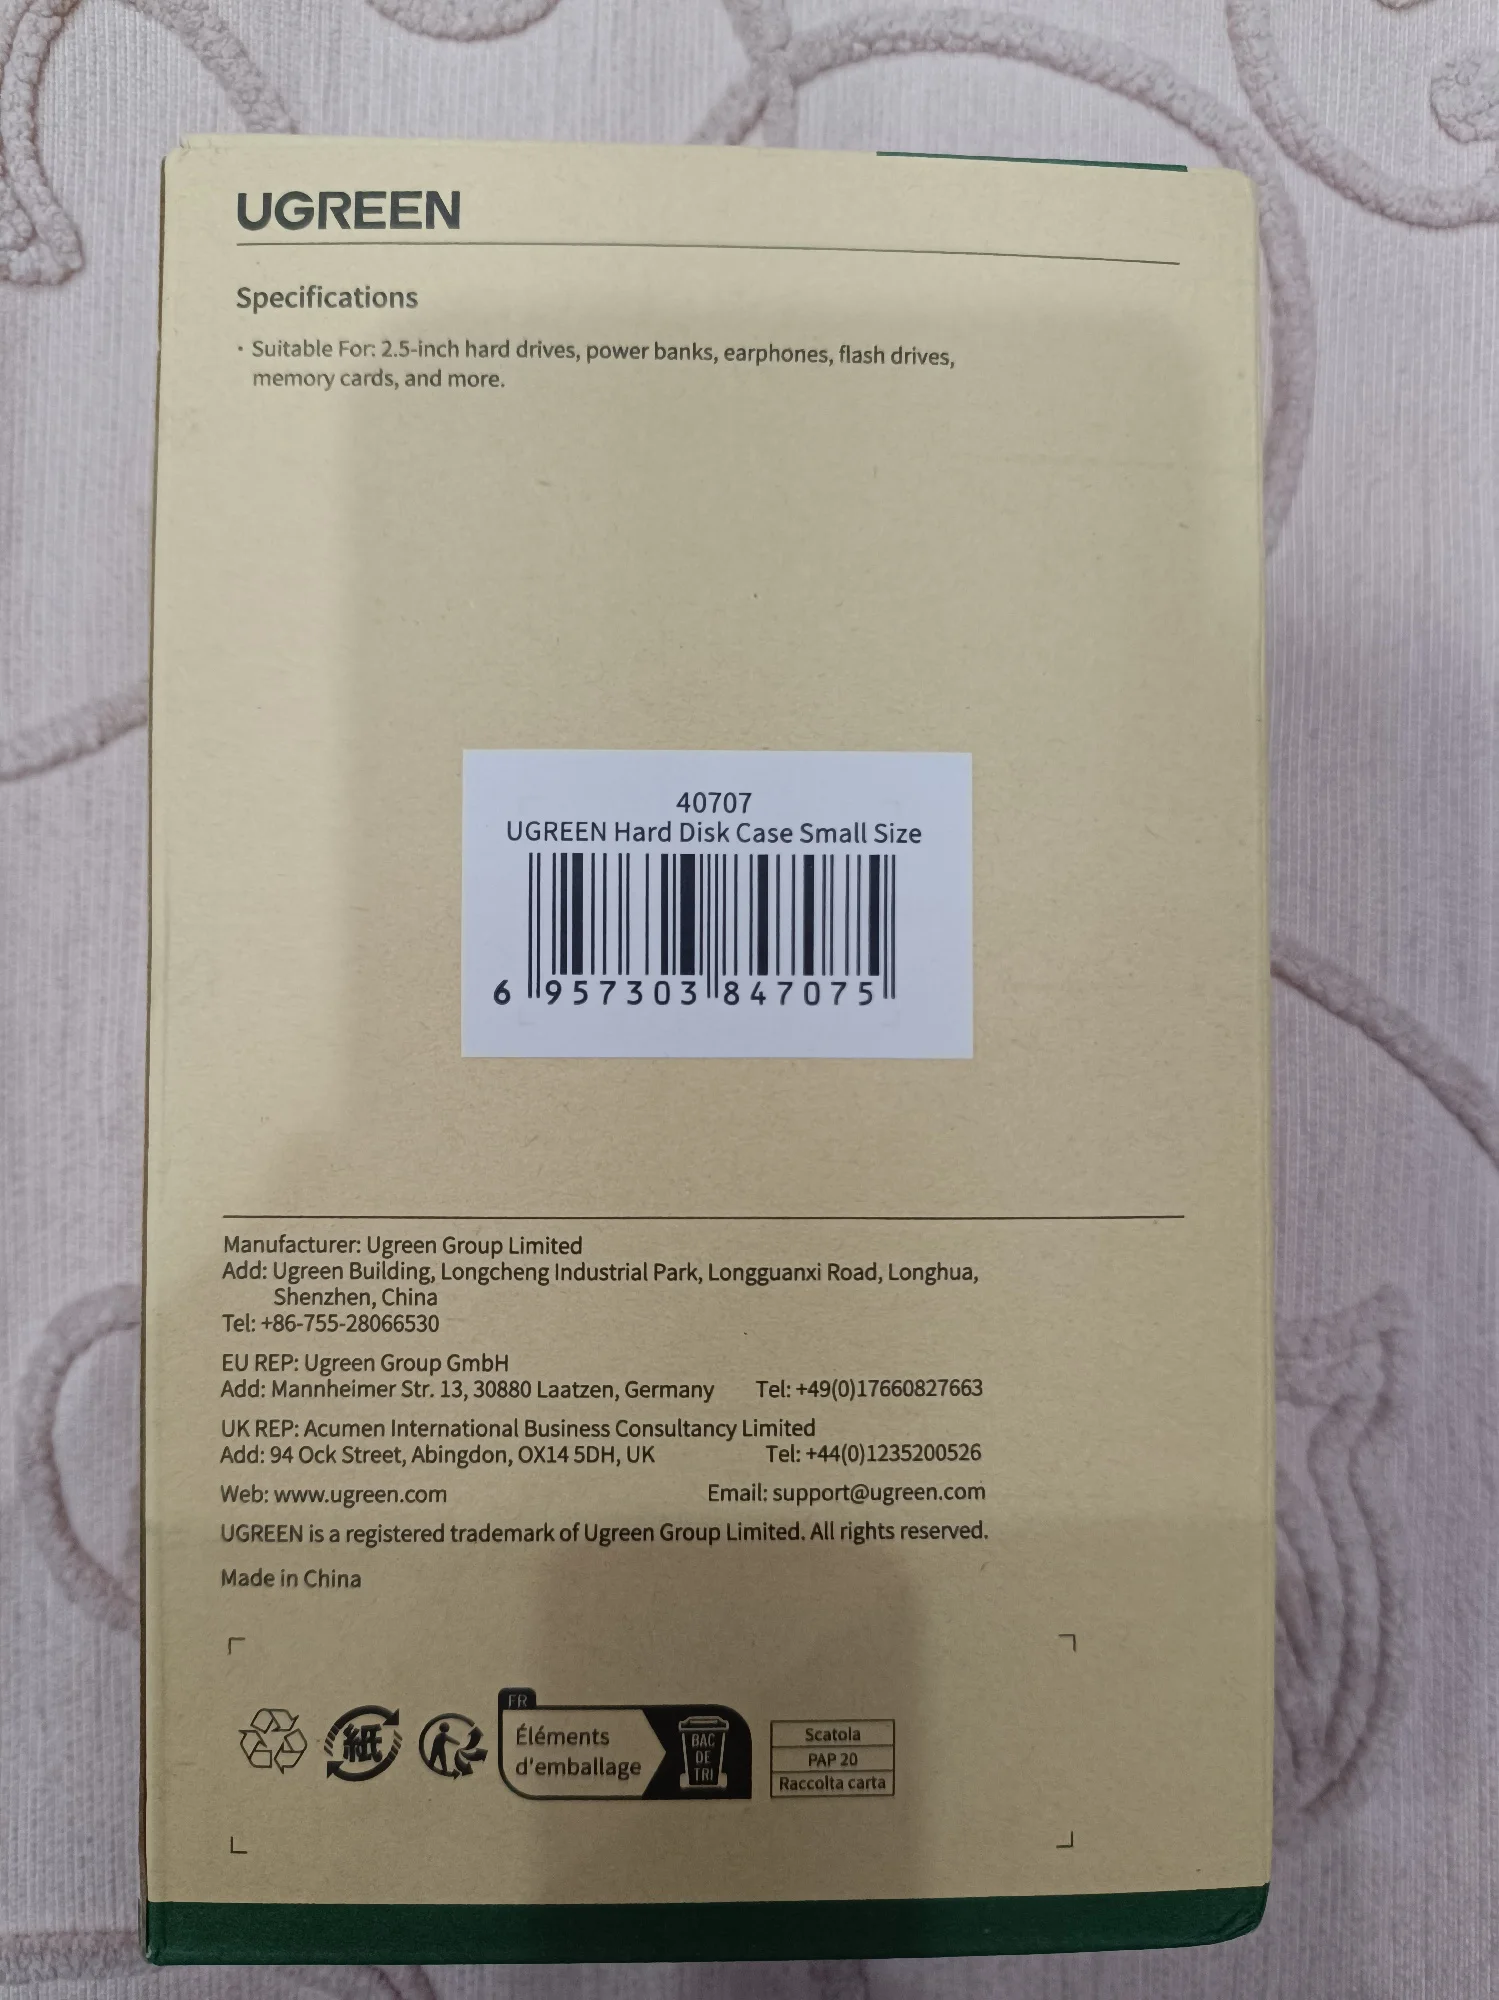 UGREEN
Specifications
· Suitable For: 2.5-inch hard drives, power banks, earphones, flash drives,
memory cards, and more.
40707
UGREEN Hard Disk Case Small Size
6 957303 847075
Manufacturer: Ugreen Group Limited
Add: Ugreen Building, Longcheng Industrial Park, Longguanxi Road, Longhua,
Shenzhen, China
Tel: +86-755-28066530
EU REP: Ugreen Group GmbH
Add: Mannheimer Str. 13, 30880 Laatzen, Germany Tel: +49(0)17660827663
UK REP: Acumen International Business Consultancy Limited
Add: 94 Ock Street, Abingdon, OX14 5DH, UK Tel: +44(0)1235200526
Web: www.ugreen.com Email: support@ugreen.com
UGREEN is a registered trademark of Ugreen Group Limited. All rights reserved.
Made in China
紙
FR
Éléments
d'emballage
BAC
DE
TRI
Scatola
PAP 20
Raccolta carta